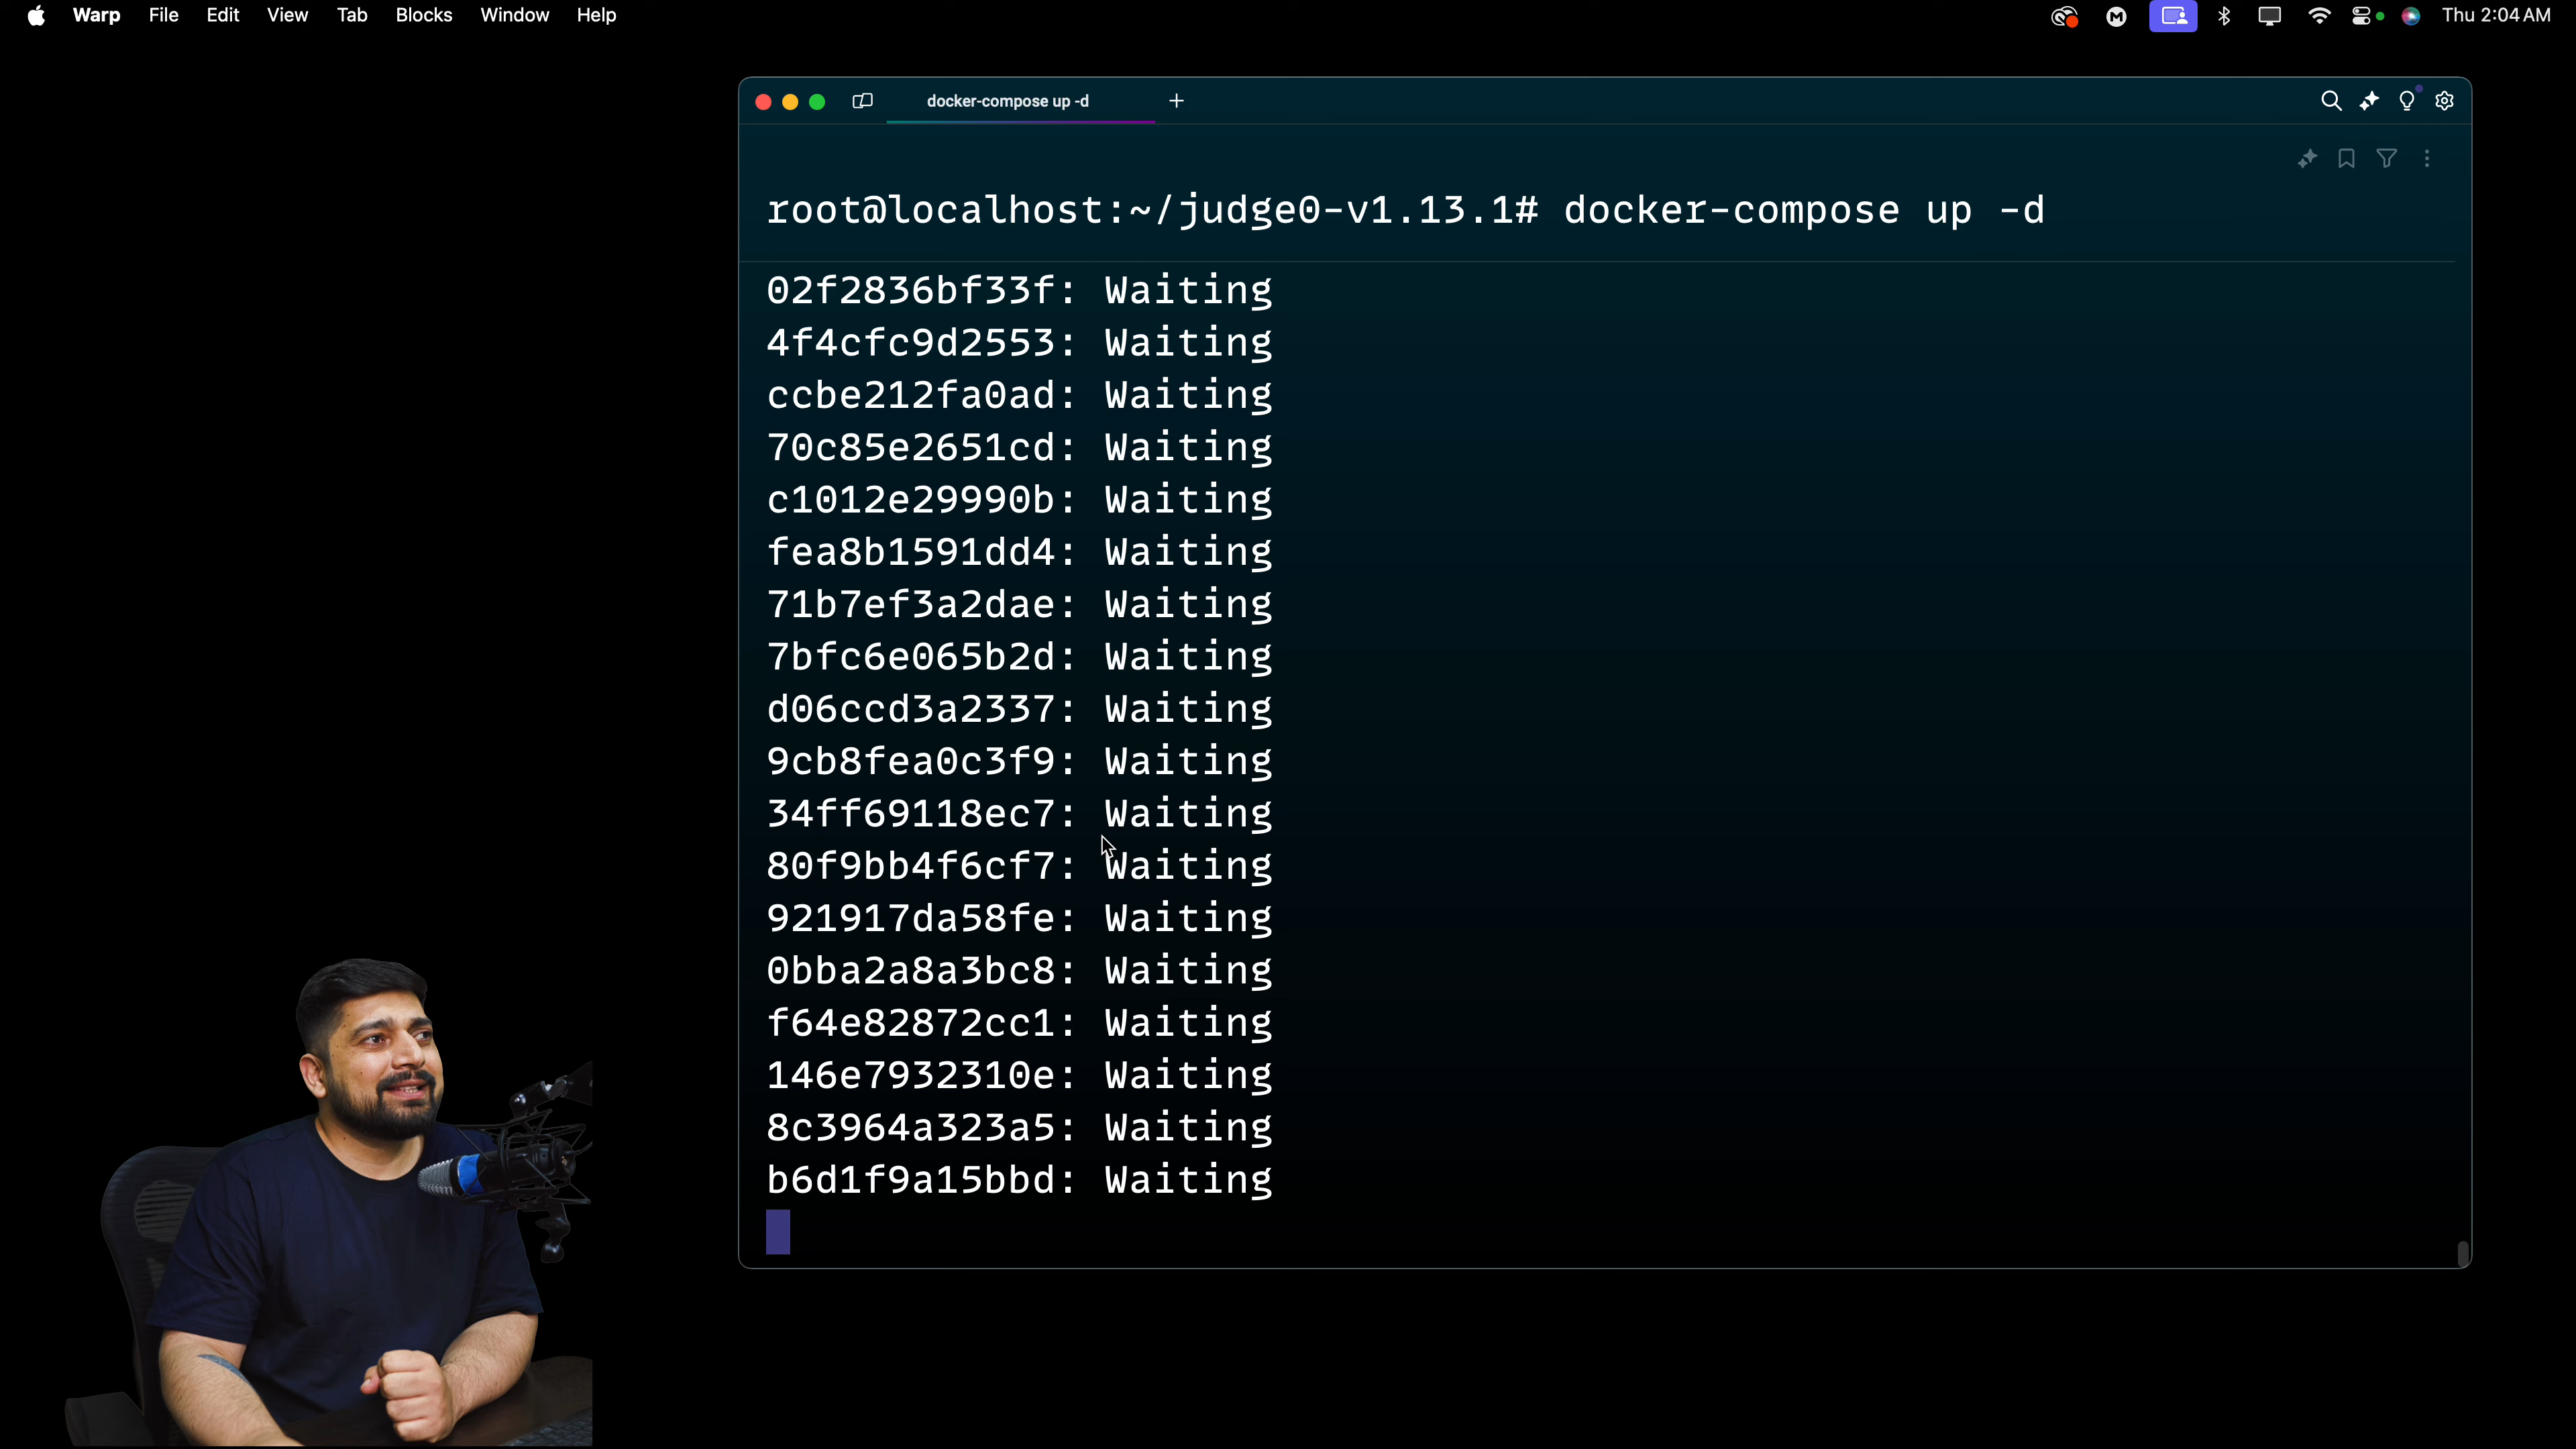 Warp File Edit View Tab Blocks Window Help
Thu 2:04 AM
docker-compose up -d
root@localhost:~/judge0-v1.13.1# docker-compose up -d
02f2836bf33f: Waiting
4f4cfc9d2553: Waiting
ccbe212fa0ad: Waiting
70c85e2651cd: Waiting
c1012e29990b: Waiting
fea8b1591dd4: Waiting
71b7ef3a2dae: Waiting
7bfc6e065b2d: Waiting
d06ccd3a2337: Waiting
9cb8fea0c3f9: Waiting
34ff69118ec7: Waiting
80f9bb4f6cf7: Waiting
921917da58fe: Waiting
0bba2a8a3bc8: Waiting
f64e82872cc1: Waiting
146e7932310e: Waiting
8c3964a323a5: Waiting
b6d1f9a15bbd: Waiting